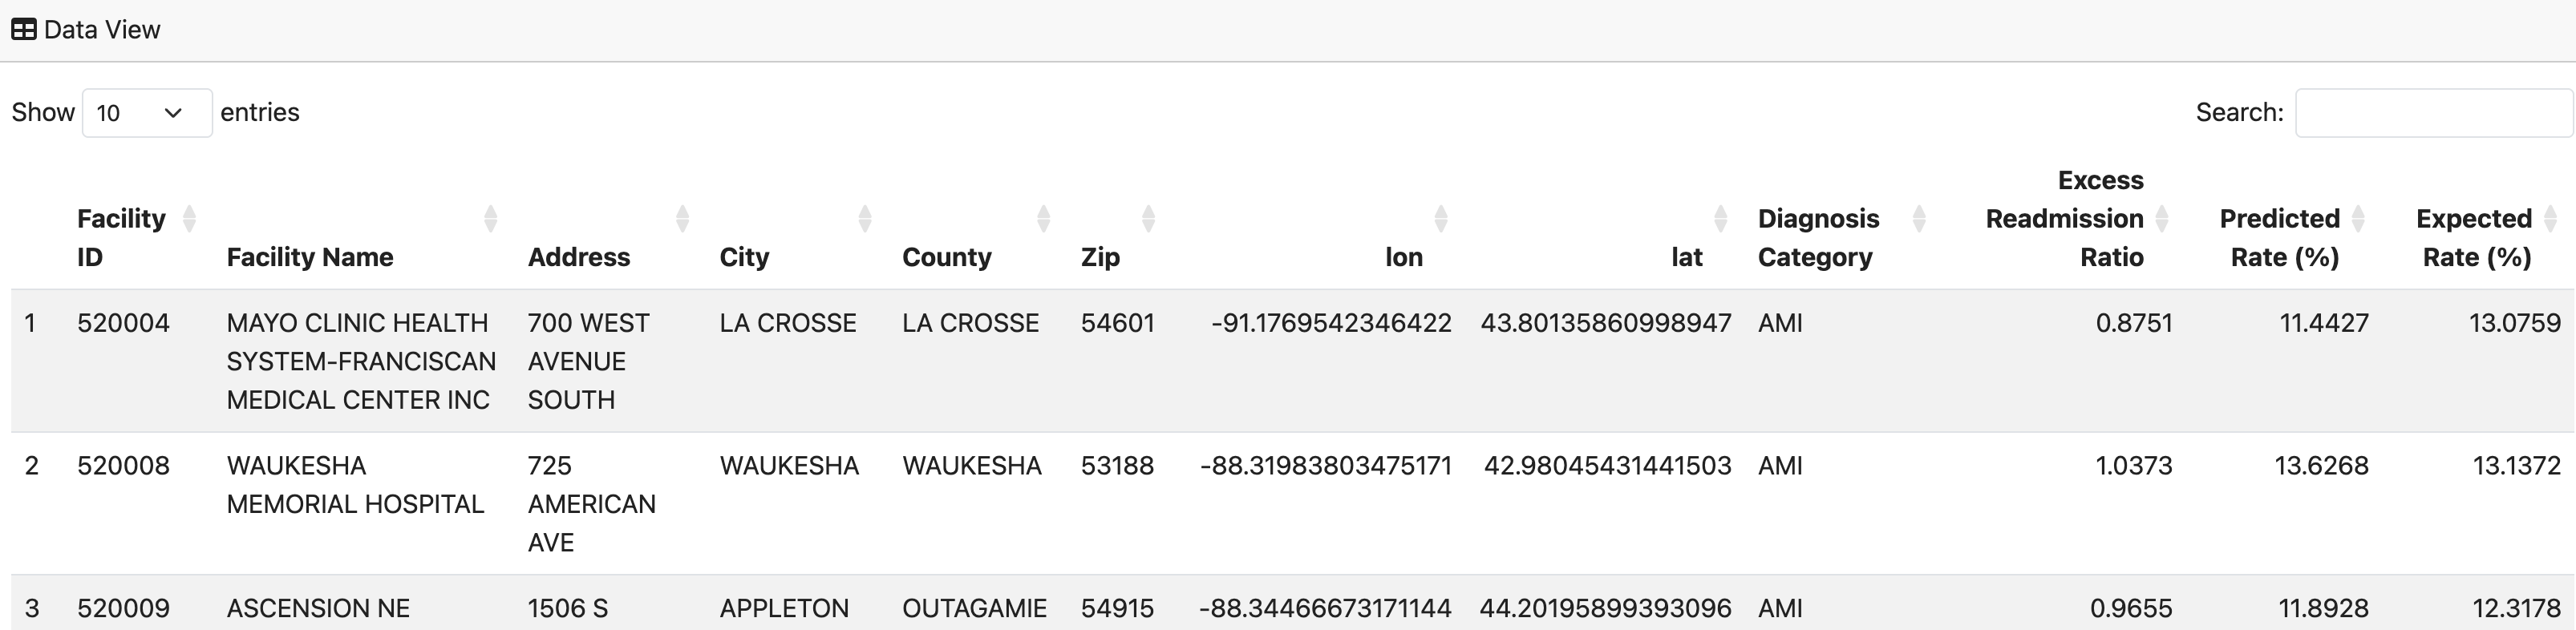 Data View
Show 10 entries Search:
Excess
Facility Diagnosis Readmission Predicted Expected
ID Facility Name Address City County Zip lon lat Category Ratio Rate (%) Rate (%)
1 520004 MAYO CLINIC HEALTH 700 WEST LA CROSSE LA CROSSE 54601 -91.1769542346422 43.80135860998947 AMI 0.8751 11.4427 13.0759
SYSTEM-FRANCISCAN AVENUE
MEDICAL CENTER INC SOUTH
2 520008 WAUKESHA 725 WAUKESHA WAUKESHA 53188 -88.31983803475171 42.98045431441503 AMI 1.0373 13.6268 13.1372
MEMORIAL HOSPITAL AMERICAN
AVE
3 520009 ASCENSION NE 1506 S APPLETON OUTAGAMIE 54915 -88.34466673171144 44.20195899393096 AMI 0.9655 11.8928 12.3178